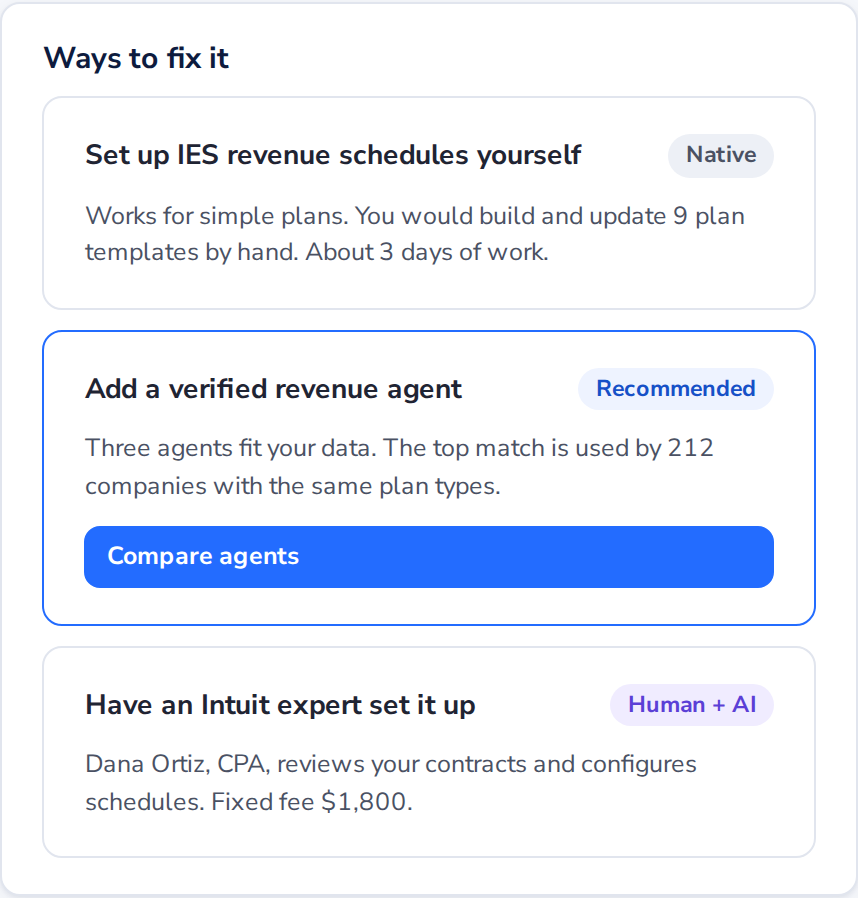 Ways to fix it
Set up IES revenue schedules yourself
Native
Works for simple plans. You would build and update 9 plan
templates by hand. About 3 days of work.
Add a verified revenue agent
Recommended
Three agents fit your data. The top match is used by 212
companies with the same plan types.
Compare agents
Have an Intuit expert set it up
Human + AI
Dana Ortiz, CPA, reviews your contracts and configures
schedules. Fixed fee $1,800.